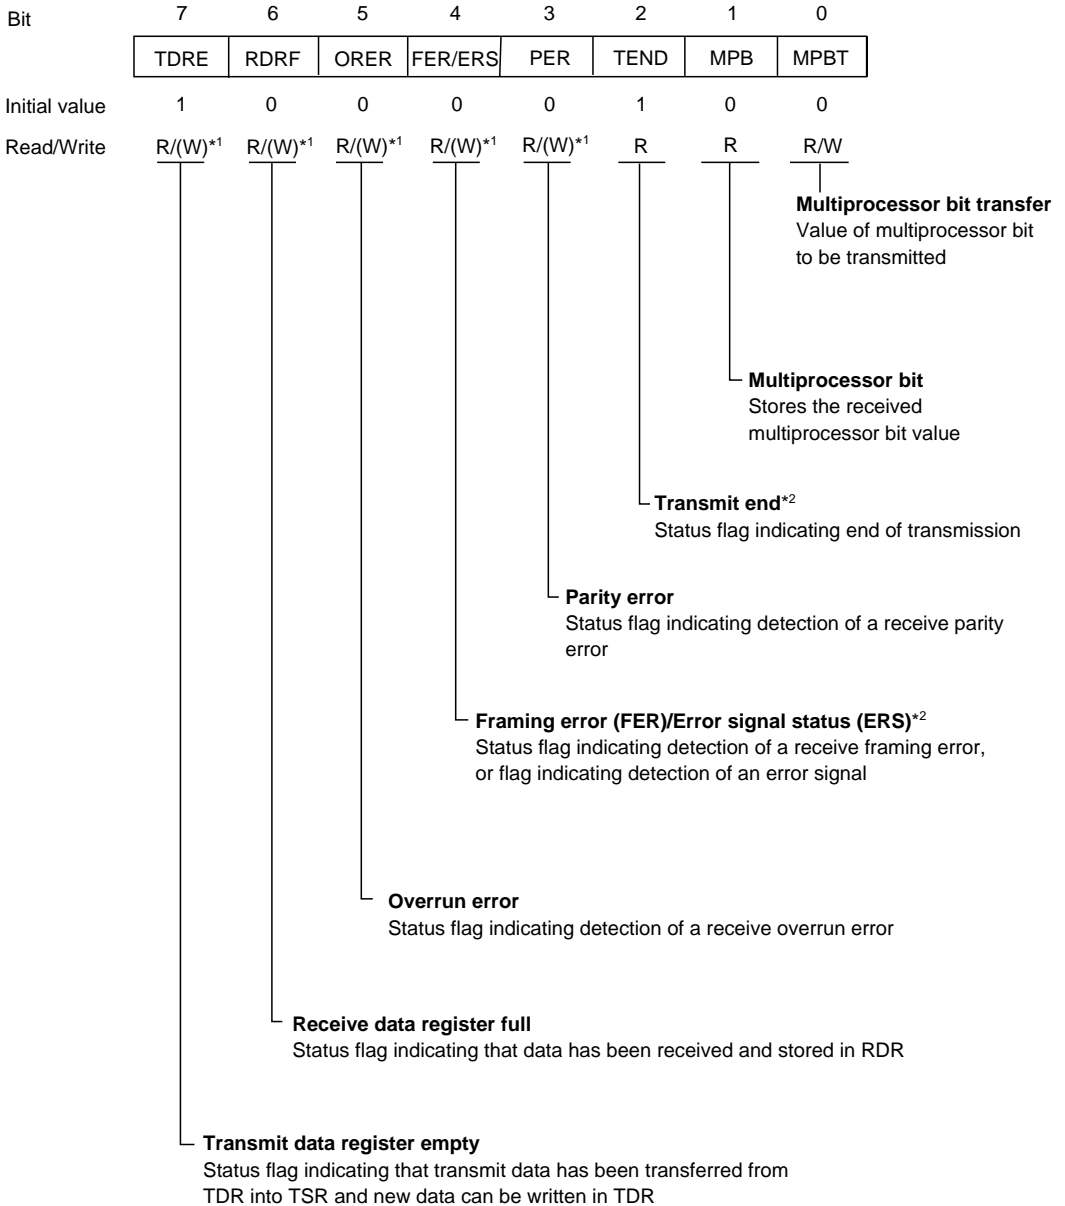 Bit 7 6 5 4 3 2 1 0
TDRE RDRF ORER FER/ERS PER TEND MPB MPBT
Initial value 1 0 0 0 0 1 0 0
Read/Write R/(W)*1 R/(W)*1 R/(W)*1 R/(W)*1 R/(W)*1 R R R/W
Multiprocessor bit transfer
Value of multiprocessor bit
to be transmitted
Multiprocessor bit
Stores the received
multiprocessor bit value
Transmit end*2
Status flag indicating end of transmission
Parity error
Status flag indicating detection of a receive parity
error
Framing error (FER)/Error signal status (ERS)*2
Status flag indicating detection of a receive framing error,
or flag indicating detection of an error signal
Overrun error
Status flag indicating detection of a receive overrun error
Receive data register full
Status flag indicating that data has been received and stored in RDR
Transmit data register empty
Status flag indicating that transmit data has been transferred from
TDR into TSR and new data can be written in TDR